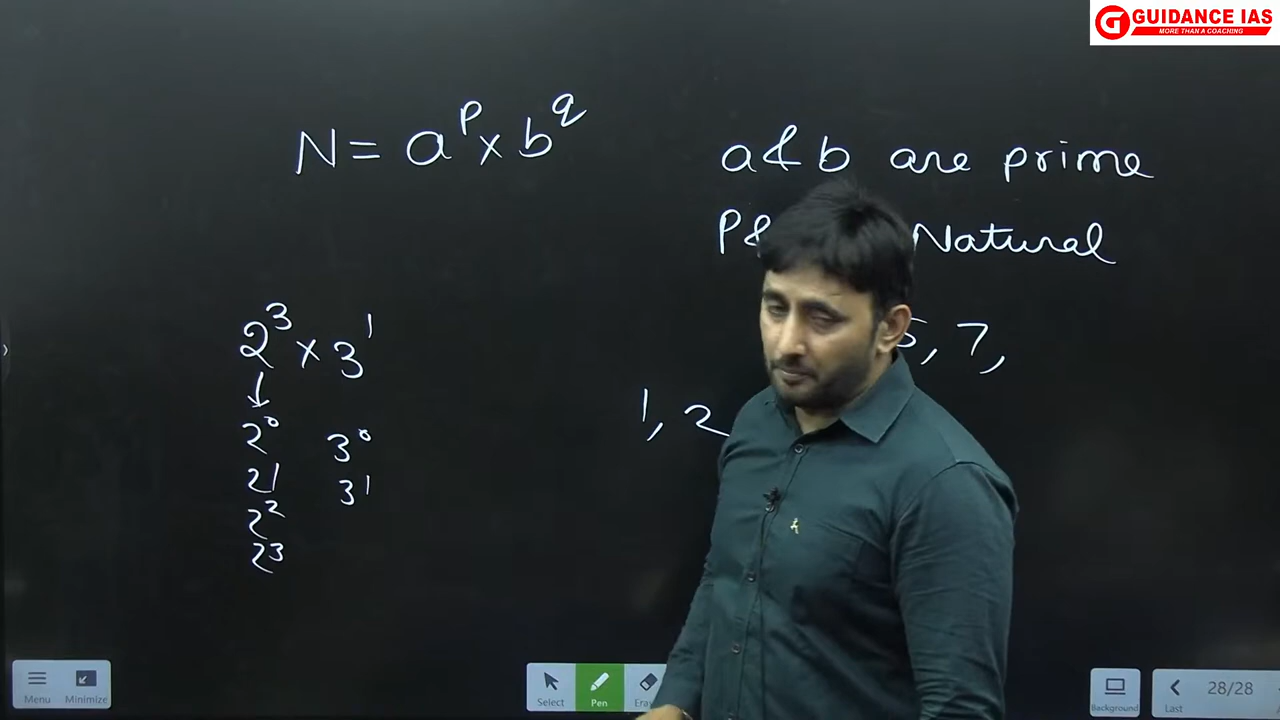 GUIDANCE IAS
MORE THAN A COACHING
N = a^p × b^q
a & b are prime
P & Natural
2^3 × 3^1
, 7,
1, 2
2^0 3^0
2^1 3^1
2^2
2^3
Menu
Minimize
Select
Pen
Background
Last
28/28